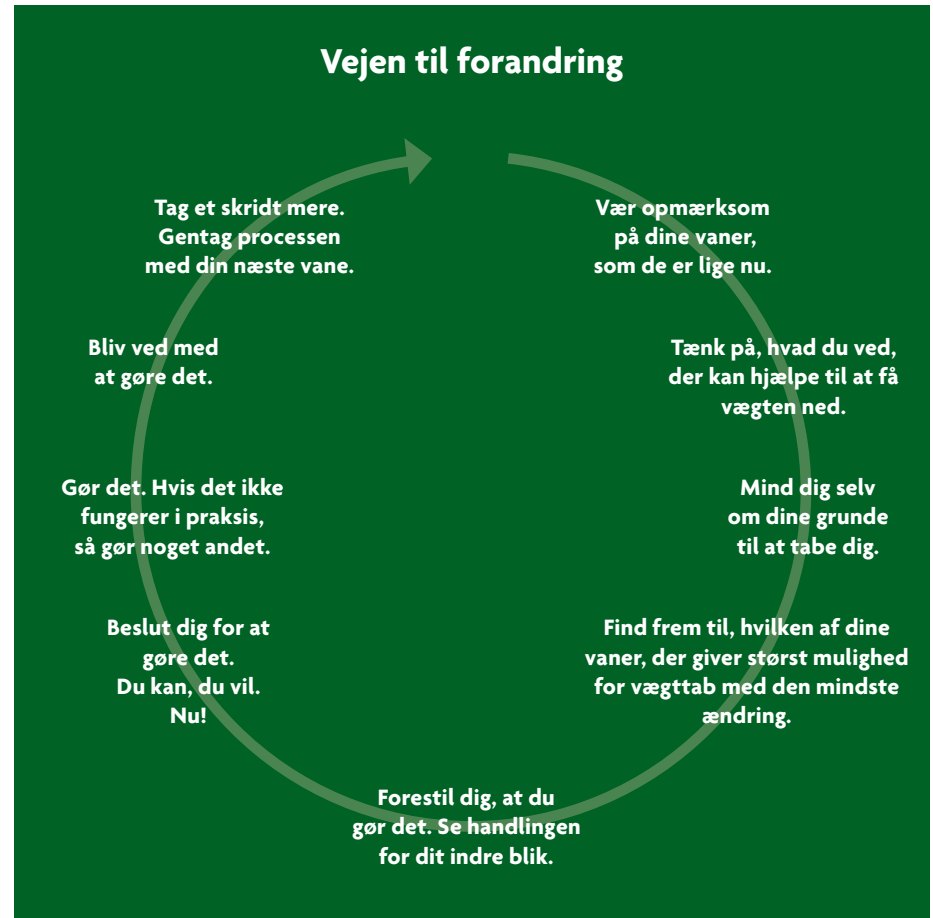 Vejen til forandring
Vær opmærksom
på dine vaner,
som de er lige nu.
Tænk på, hvad du ved,
der kan hjælpe til at få
vægten ned.
Mind dig selv
om dine grunde
til at tabe dig.
Find frem til, hvilken af dine
vaner, der giver størst mulighed
for vægttab med den mindste
ændring.
Forestil dig, at du
gør det. Se handlingen
for dit indre blik.
Beslut dig for at
gøre det.
Du kan, du vil.
Nu!
Gør det. Hvis det ikke
fungerer i praksis,
så gør noget andet.
Bliv ved med
at gøre det.
Tag et skridt mere.
Gentag processen
med din næste vane.